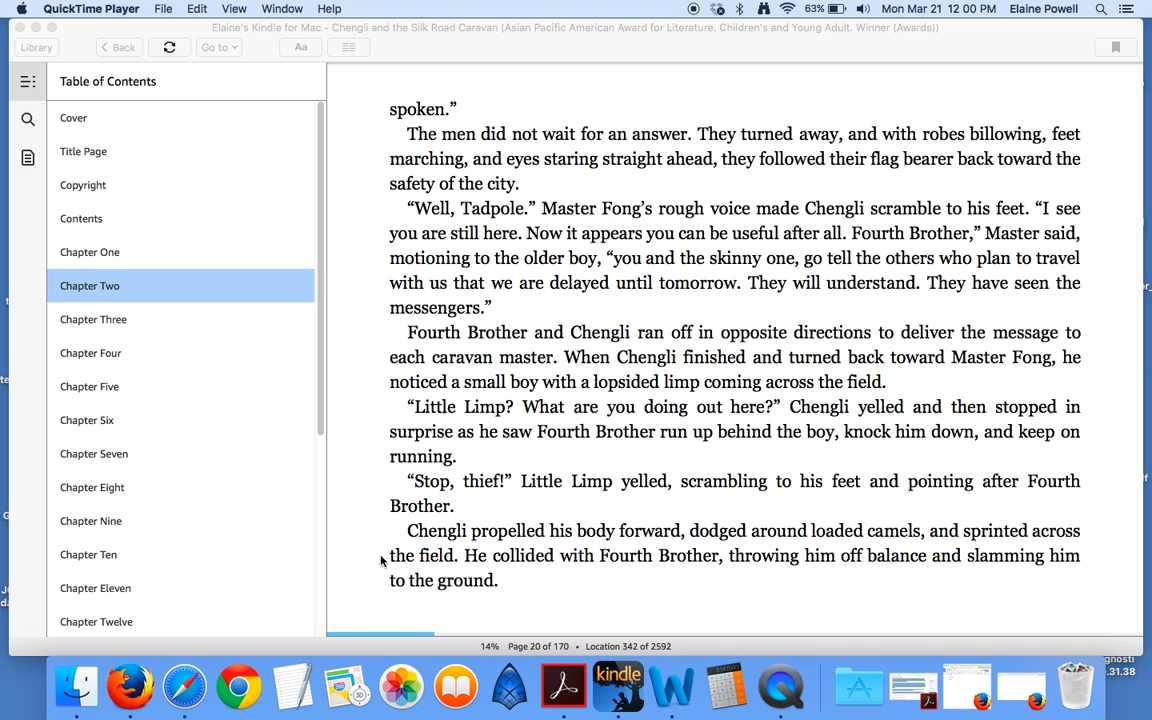 QuickTime Player File Edit View Window Help 63% Mon Mar 21 12 00 PM Elaine Powell
Elaine's Kindle for Mac - Chengli and the Silk Road Caravan (Asian Pacific American Award for Literature. Children's and Young Adult. Winner (Awards))
Library Back Go to Aa
Table of Contents
Cover
Title Page
Copyright
Contents
Chapter One
Chapter Two
Chapter Three
Chapter Four
Chapter Five
Chapter Six
Chapter Seven
Chapter Eight
Chapter Nine
Chapter Ten
Chapter Eleven
Chapter Twelve
spoken.”
The men did not wait for an answer. They turned away, and with robes billowing, feet
marching, and eyes staring straight ahead, they followed their flag bearer back toward the
safety of the city.
“Well, Tadpole.” Master Fong’s rough voice made Chengli scramble to his feet. “I see
you are still here. Now it appears you can be useful after all. Fourth Brother,” Master said,
motioning to the older boy, “you and the skinny one, go tell the others who plan to travel
with us that we are delayed until tomorrow. They will understand. They have seen the
messengers.”
Fourth Brother and Chengli ran off in opposite directions to deliver the message to
each caravan master. When Chengli finished and turned back toward Master Fong, he
noticed a small boy with a lopsided limp coming across the field.
“Little Limp? What are you doing out here?” Chengli yelled and then stopped in
surprise as he saw Fourth Brother run up behind the boy, knock him down, and keep on
running.
“Stop, thief!” Little Limp yelled, scrambling to his feet and pointing after Fourth
Brother.
Chengli propelled his body forward, dodged around loaded camels, and sprinted across
the field. He collided with Fourth Brother, throwing him off balance and slamming him
to the ground.
14% Page 20 of 170 • Location 342 of 2592
kindle
gnosti
.31.38